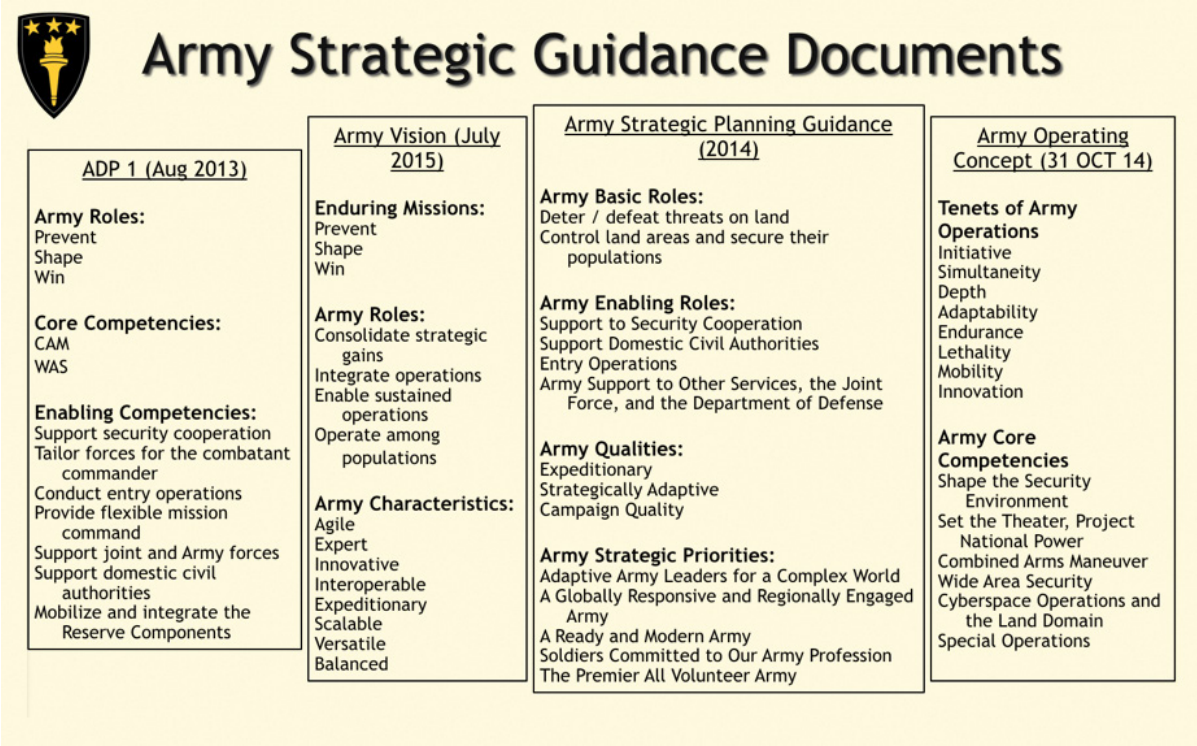 Army Strategic Guidance Documents
ADP 1 (Aug 2013)
Army Roles:
Prevent
Shape
Win
Core Competencies:
CAM
WAS
Enabling Competencies:
Support security cooperation
Tailor forces for the combatant
commander
Conduct entry operations
Provide flexible mission
command
Support joint and Army forces
Support domestic civil
authorities
Mobilize and integrate the
Reserve Components
Army Vision (July
2015)
Enduring Missions:
Prevent
Shape
Win
Army Roles:
Consolidate strategic
gains
Integrate operations
Enable sustained
operations
Operate among
populations
Army Characteristics:
Agile
Expert
Innovative
Interoperable
Expeditionary
Scalable
Versatile
Balanced
Army Strategic Planning Guidance
(2014)
Army Basic Roles:
Deter / defeat threats on land
Control land areas and secure their
populations
Army Enabling Roles:
Support to Security Cooperation
Support Domestic Civil Authorities
Entry Operations
Army Support to Other Services, the Joint
Force, and the Department of Defense
Army Qualities:
Expeditionary
Strategically Adaptive
Campaign Quality
Army Strategic Priorities:
Adaptive Army Leaders for a Complex World
A Globally Responsive and Regionally Engaged
Army
A Ready and Modern Army
Soldiers Committed to Our Army Profession
The Premier All Volunteer Army
Army Operating
Concept (31 OCT 14)
Tenets of Army
Operations
Initiative
Simultaneity
Depth
Adaptability
Endurance
Lethality
Mobility
Innovation
Army Core
Competencies
Shape the Security
Environment
Set the Theater, Project
National Power
Combined Arms Maneuver
Wide Area Security
Cyberspace Operations and
the Land Domain
Special Operations